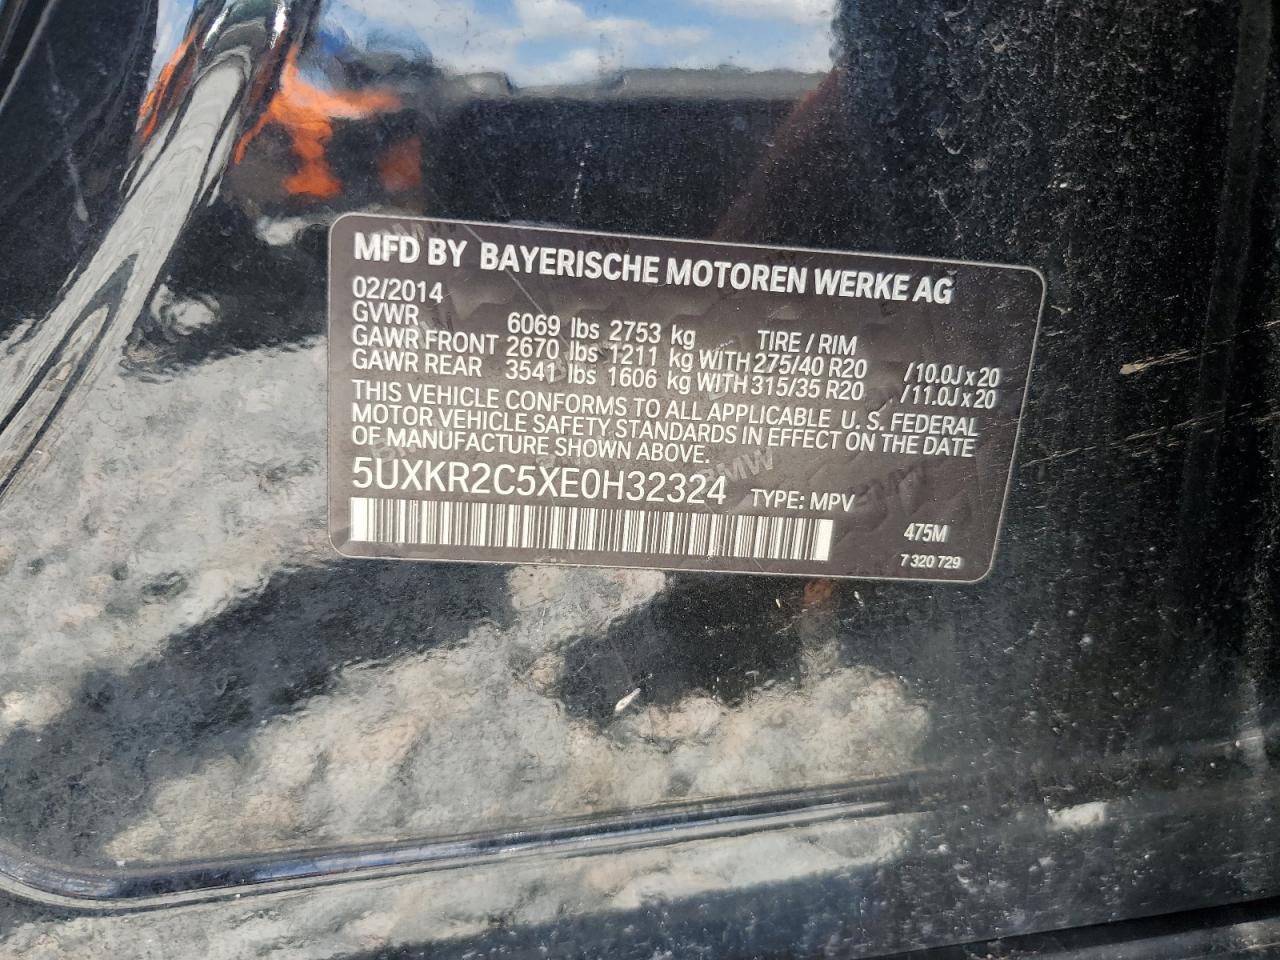 MFD BY BAYERISCHE MOTOREN WERKE AG
02/2014
GVWR 6069 lbs 2753 kg TIRE / RIM
GAWR FRONT 2670 lbs 1211 kg WITH 275/40 R20 /10.0J x 20
GAWR REAR 3541 lbs 1606 kg WITH 315/35 R20 /11.0J x 20
THIS VEHICLE CONFORMS TO ALL APPLICABLE U. S. FEDERAL
MOTOR VEHICLE SAFETY STANDARDS IN EFFECT ON THE DATE
OF MANUFACTURE SHOWN ABOVE.
5UXKR2C5XE0H32324 TYPE: MPV
475M
7 320 729